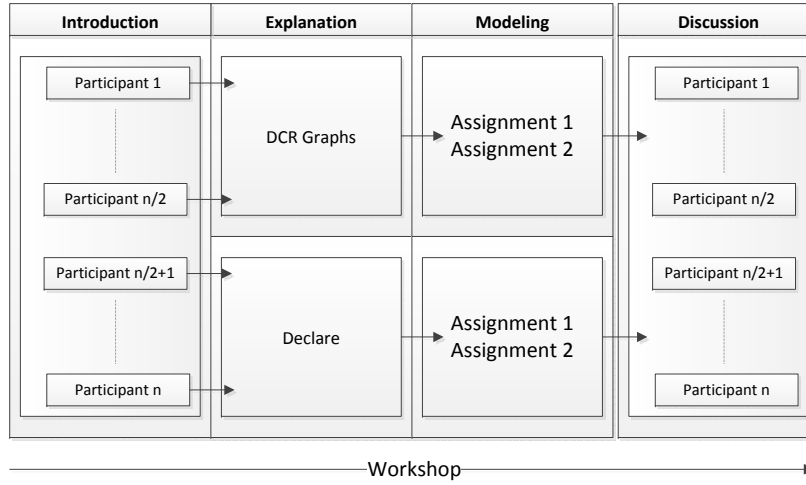 Introduction
Explanation
Modeling
Discussion
Participant 1
Participant n/2
Participant n/2+1
Participant n
DCR Graphs
Declare
Assignment 1
Assignment 2
Assignment 1
Assignment 2
Participant 1
Participant n/2
Participant n/2+1
Participant n
Workshop